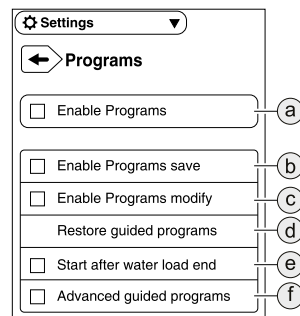 Settings
Programs
Enable Programs
a
Enable Programs save
b
Enable Programs modify
c
Restore guided programs
d
Start after water load end
e
Advanced guided programs
f